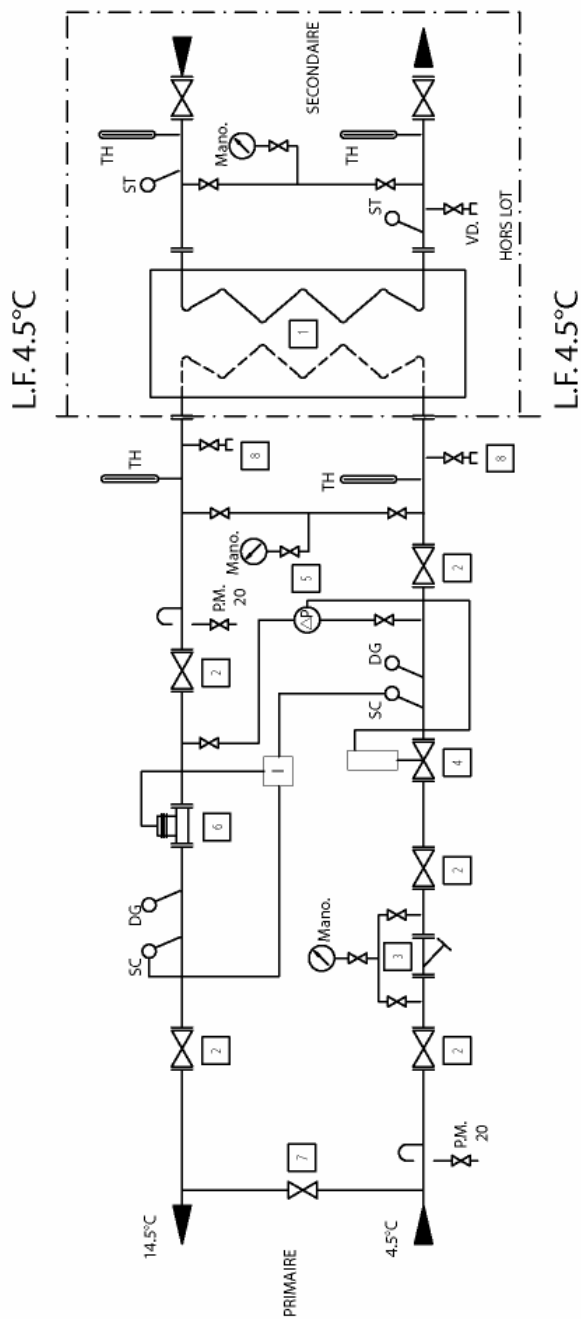 L.F. 4.5°C
SECONDAIRE
TH
ST
Mano.
TH
ST
VD.
HORS LOT
L.F. 4.5°C
1
8
TH
Mano.
P.M.
20
TH
8
5
△P
2
2
DG
SC
I
6
4
DG
SC
Mano.
3
2
2
2
7
P.M.
20
14.5°C
4.5°C
PRIMAIRE